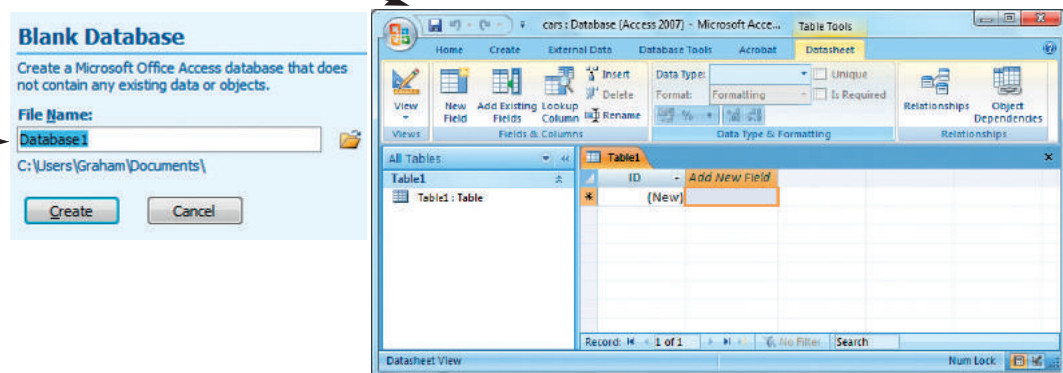 Blank Database
Create a Microsoft Office Access database that does
not contain any existing data or objects.
File Name:
Database1
C:\Users\Graham\Documents\
Create Cancel
cars : Database (Access 2007) - Microsoft Acce... Table Tools
Home Create External Data Database Tools Acrobat Datasheet
View
Views
New Field
Add Existing Fields
Lookup Column
Insert
Delete
Rename
Fields & Columns
Data Type: Unique
Format: Formatting Is Required
Data Type & Formatting
Relationships
Object Dependencies
Relationships
All Tables
Table1
Table1 : Table
Table1
ID Add New Field
(New)
Record: 1 of 1 No Filter Search
Datasheet View Num Lock